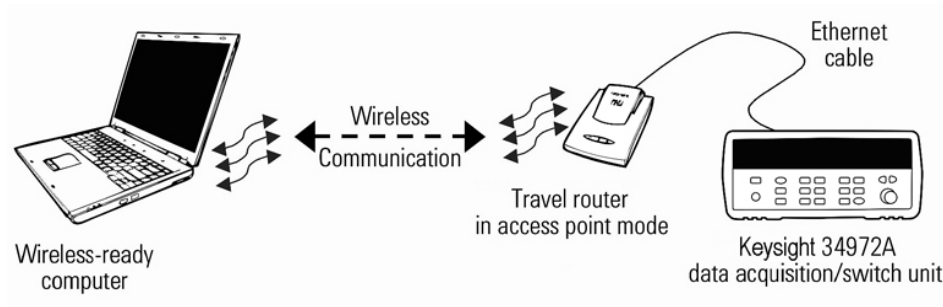 Ethernet
cable
Wireless
Communication
Travel router
in access point mode
Wireless-ready
computer
Keysight 34972A
data acquisition/switch unit